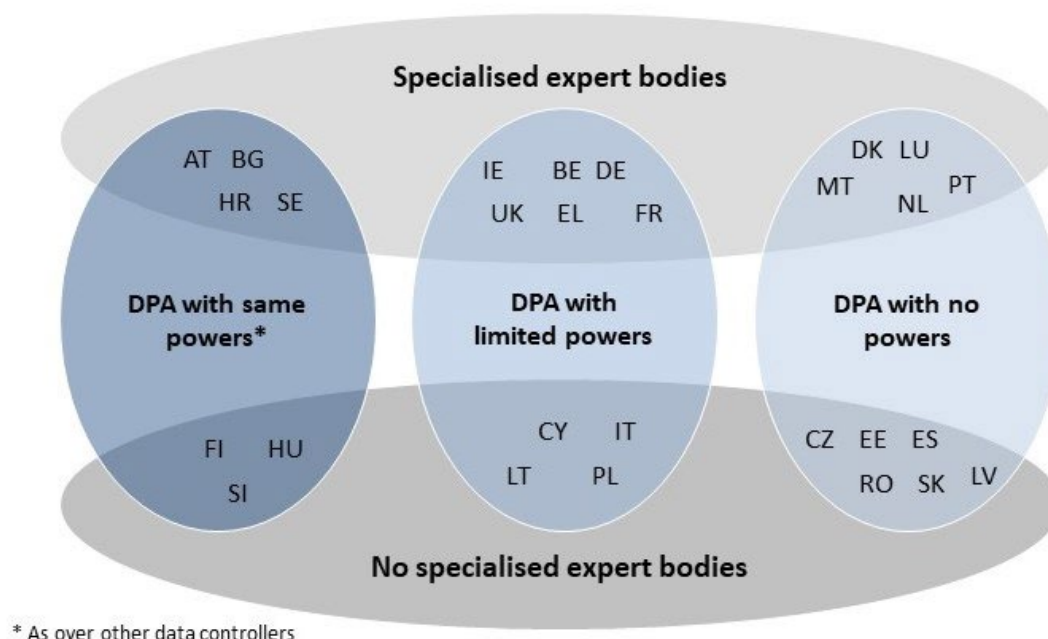 Specialised expert bodies
AT BG
HR SE
IE BE DE
UK EL FR
DK LU
MT PT
NL
DPA with same
powers*
DPA with
limited powers
DPA with no
powers
FI HU
SI
CY IT
LT PL
CZ EE ES
RO SK LV
No specialised expert bodies
* As over other data controllers